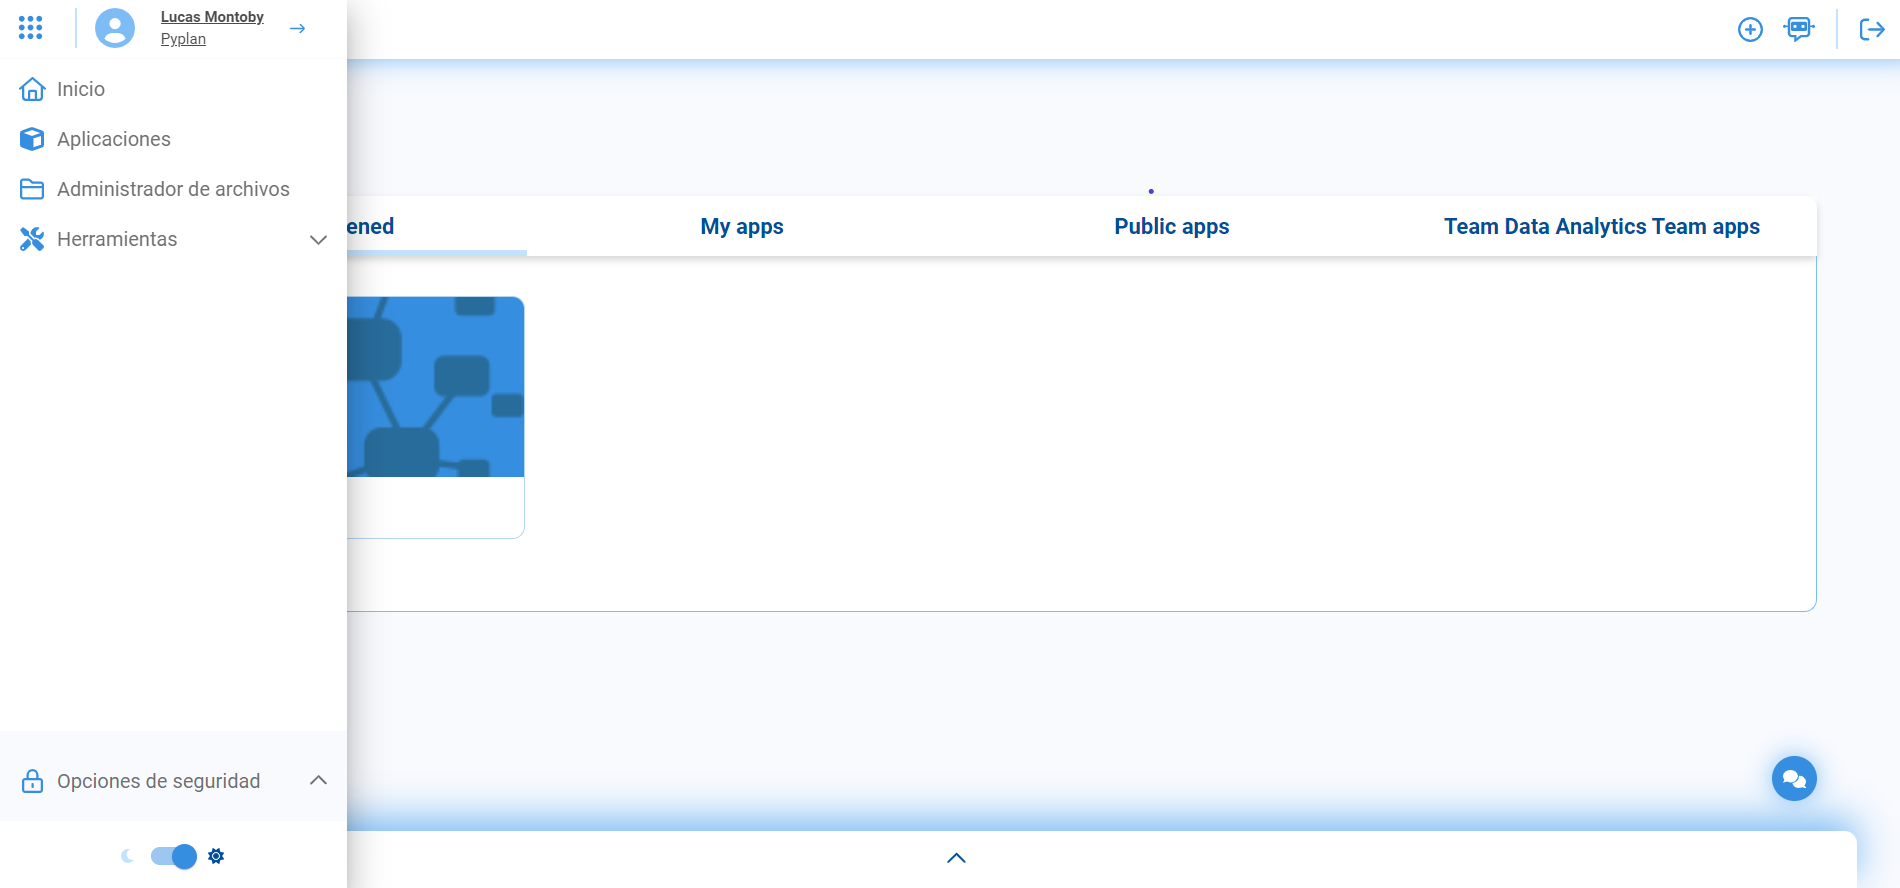 Lucas Montoby
Pyplan
Inicio
Aplicaciones
Administrador de archivos
Herramientas
ened
My apps
Public apps
Team Data Analytics Team apps
Opciones de seguridad